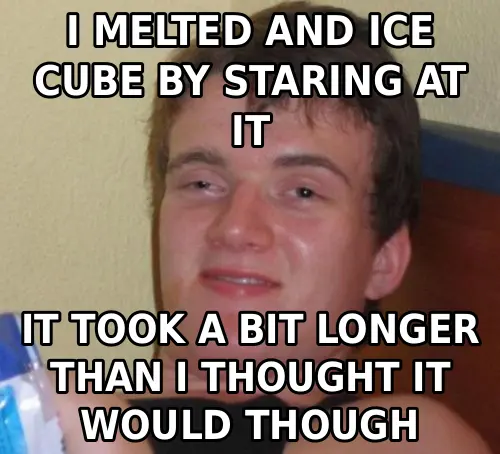 I MELTED AND ICE
CUBE BY STARING AT
IT
IT TOOK A BIT LONGER
THAN I THOUGHT IT
WOULD THOUGH